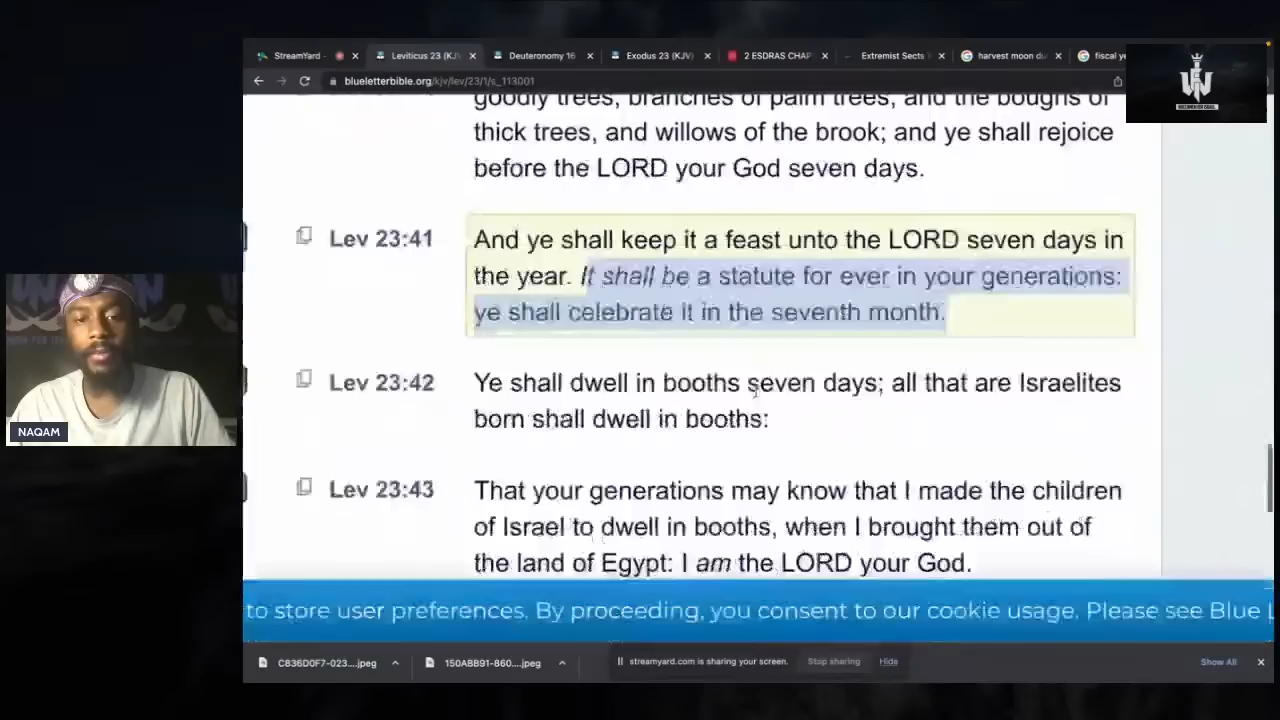 StreamYard -
Leviticus 23 (KJ
Deuteronomy 16
Exodus 23 (KJV)
2 ESDRAS CHAP
Extremist Sects
harvest moon du
fiscal ye
blueletterbible.org/kjv/lev/23/1/s_113001
goodly trees, branches of palm trees, and the boughs of
thick trees, and willows of the brook; and ye shall rejoice
before the LORD your God seven days.
Lev 23:41
And ye shall keep it a feast unto the LORD seven days in
the year. It shall be a statute for ever in your generations:
ye shall celebrate it in the seventh month.
Lev 23:42
Ye shall dwell in booths seven days; all that are Israelites
born shall dwell in booths:
Lev 23:43
That your generations may know that I made the children
of Israel to dwell in booths, when I brought them out of
the land of Egypt: I am the LORD your God.
NAQAM
to store user preferences. By proceeding, you consent to our cookie usage. Please see Blue L
C836D0F7-023....jpeg
150ABB91-860....jpeg
streamyard.com is sharing your screen.
Stop sharing
Hide
Show All